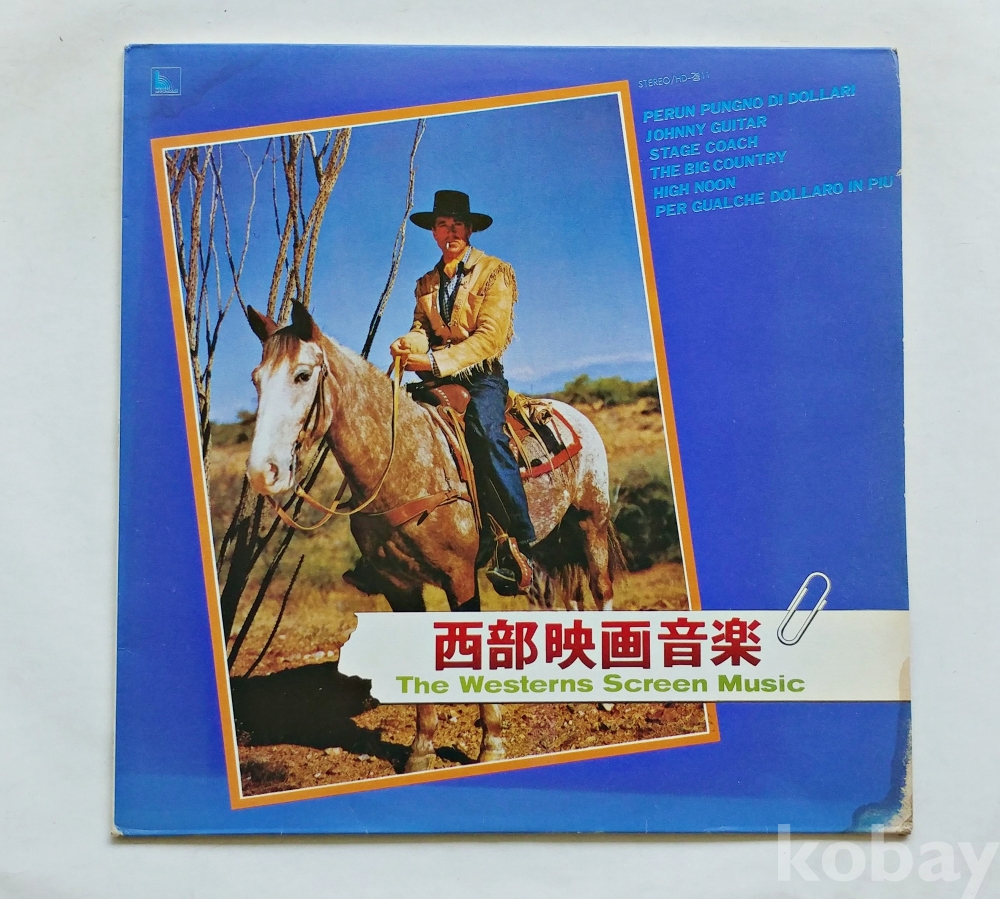 STEREO/HD-
PERUN PUNGNO DI DOLLARI
JOHNNY GUITAR
STAGE COACH
THE BIG COUNTRY
HIGH NOON
PER GUALCHE DOLLARO IN PIU
西部映画音楽
The Westerns Screen Music
kobay